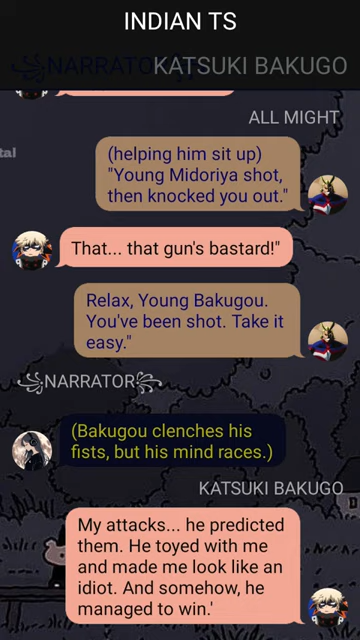 INDIAN TS
꧁NARRATOR꧂
KATSUKI BAKUGO
ALL MIGHT
tal
(helping him sit up)
"Young Midoriya shot,
then knocked you out."
That... that gun's bastard!"
Relax, Young Bakugou.
You've been shot. Take it
easy."
꧁NARRATOR꧂
(Bakugou clenches his
fists, but his mind races.)
KATSUKI BAKUGO
My attacks... he predicted
them. He toyed with me
and made me look like an
idiot. And somehow, he
managed to win.'